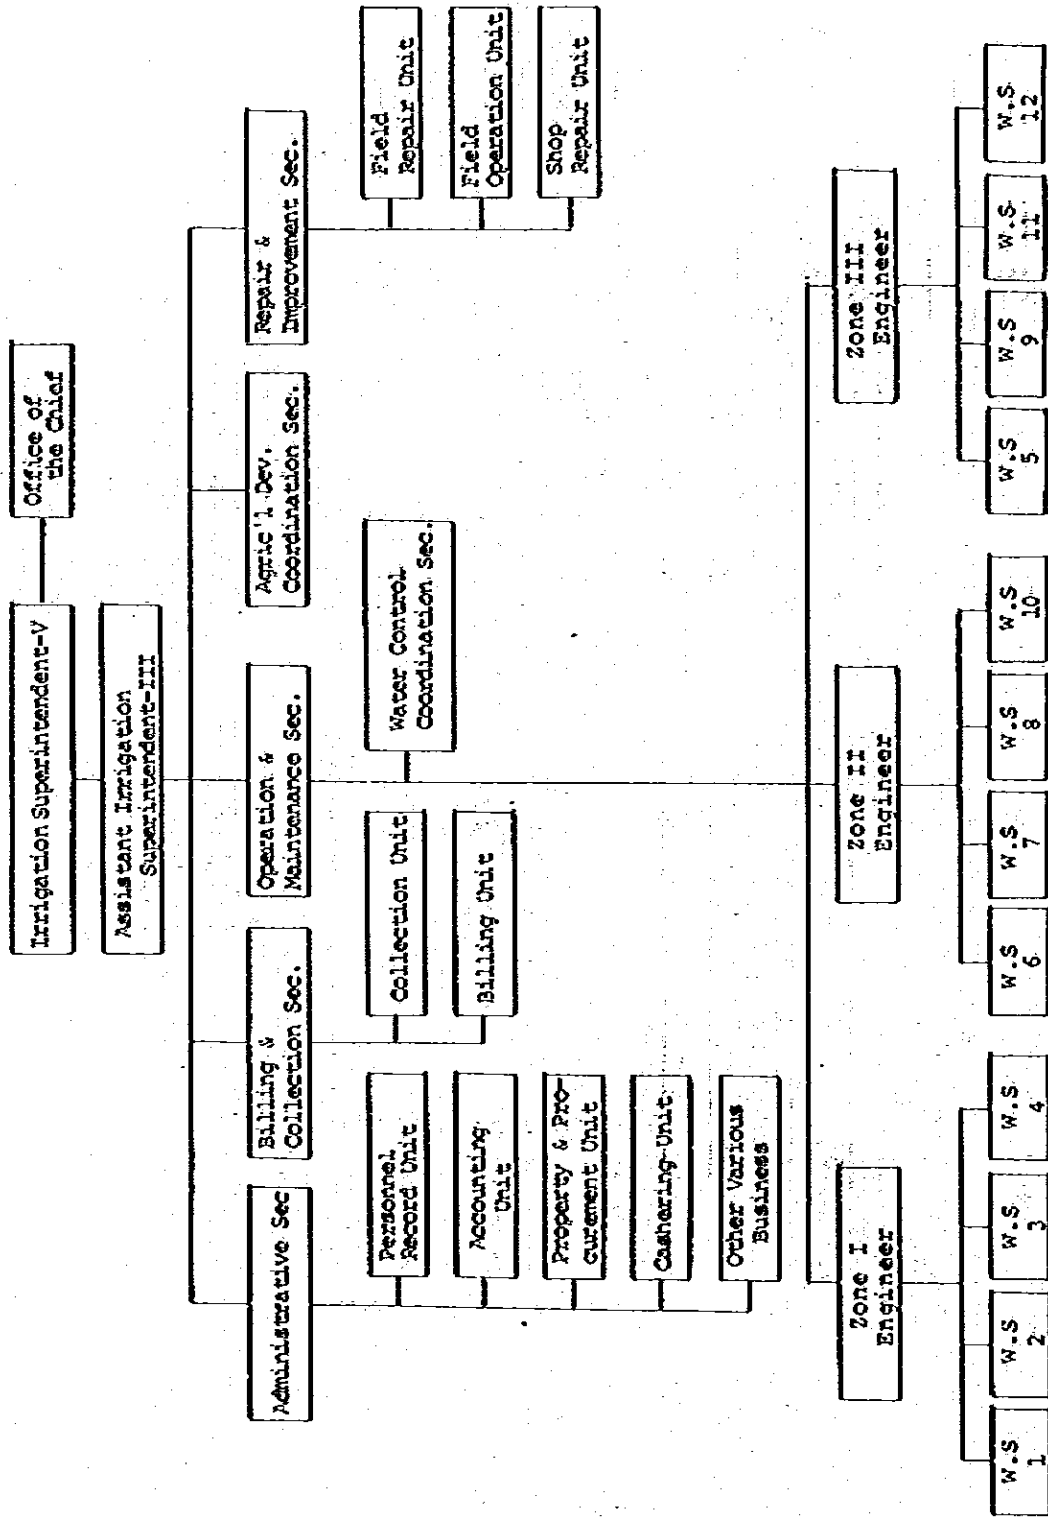 Irrigation Superintendent-V
Office of
the Chief
Assistant Irrigation
Superintendent-III
Administrative Sec
Billing &
Collection Sec.
Operation &
Maintenance Sec.
Agric'l Dev.
Coordination Sec.
Repair &
Improvement Sec.
Personnel
Record Unit
Accounting
Unit
Property & Pro-
curement Unit
Cashering Unit
Other Various
Business
Collection Unit
Billing Unit
Water Control
Coordination Sec.
Field
Repair Unit
Field
Operation Unit
Shop
Repair Unit
Zone I
Engineer
Zone II
Engineer
Zone III
Engineer
W.S
1
W.S
2
W.S
3
W.S
4
W.S
6
W.S
7
W.S
8
W.S
10
W.S
5
W.S
9
W.S
11
W.S
12